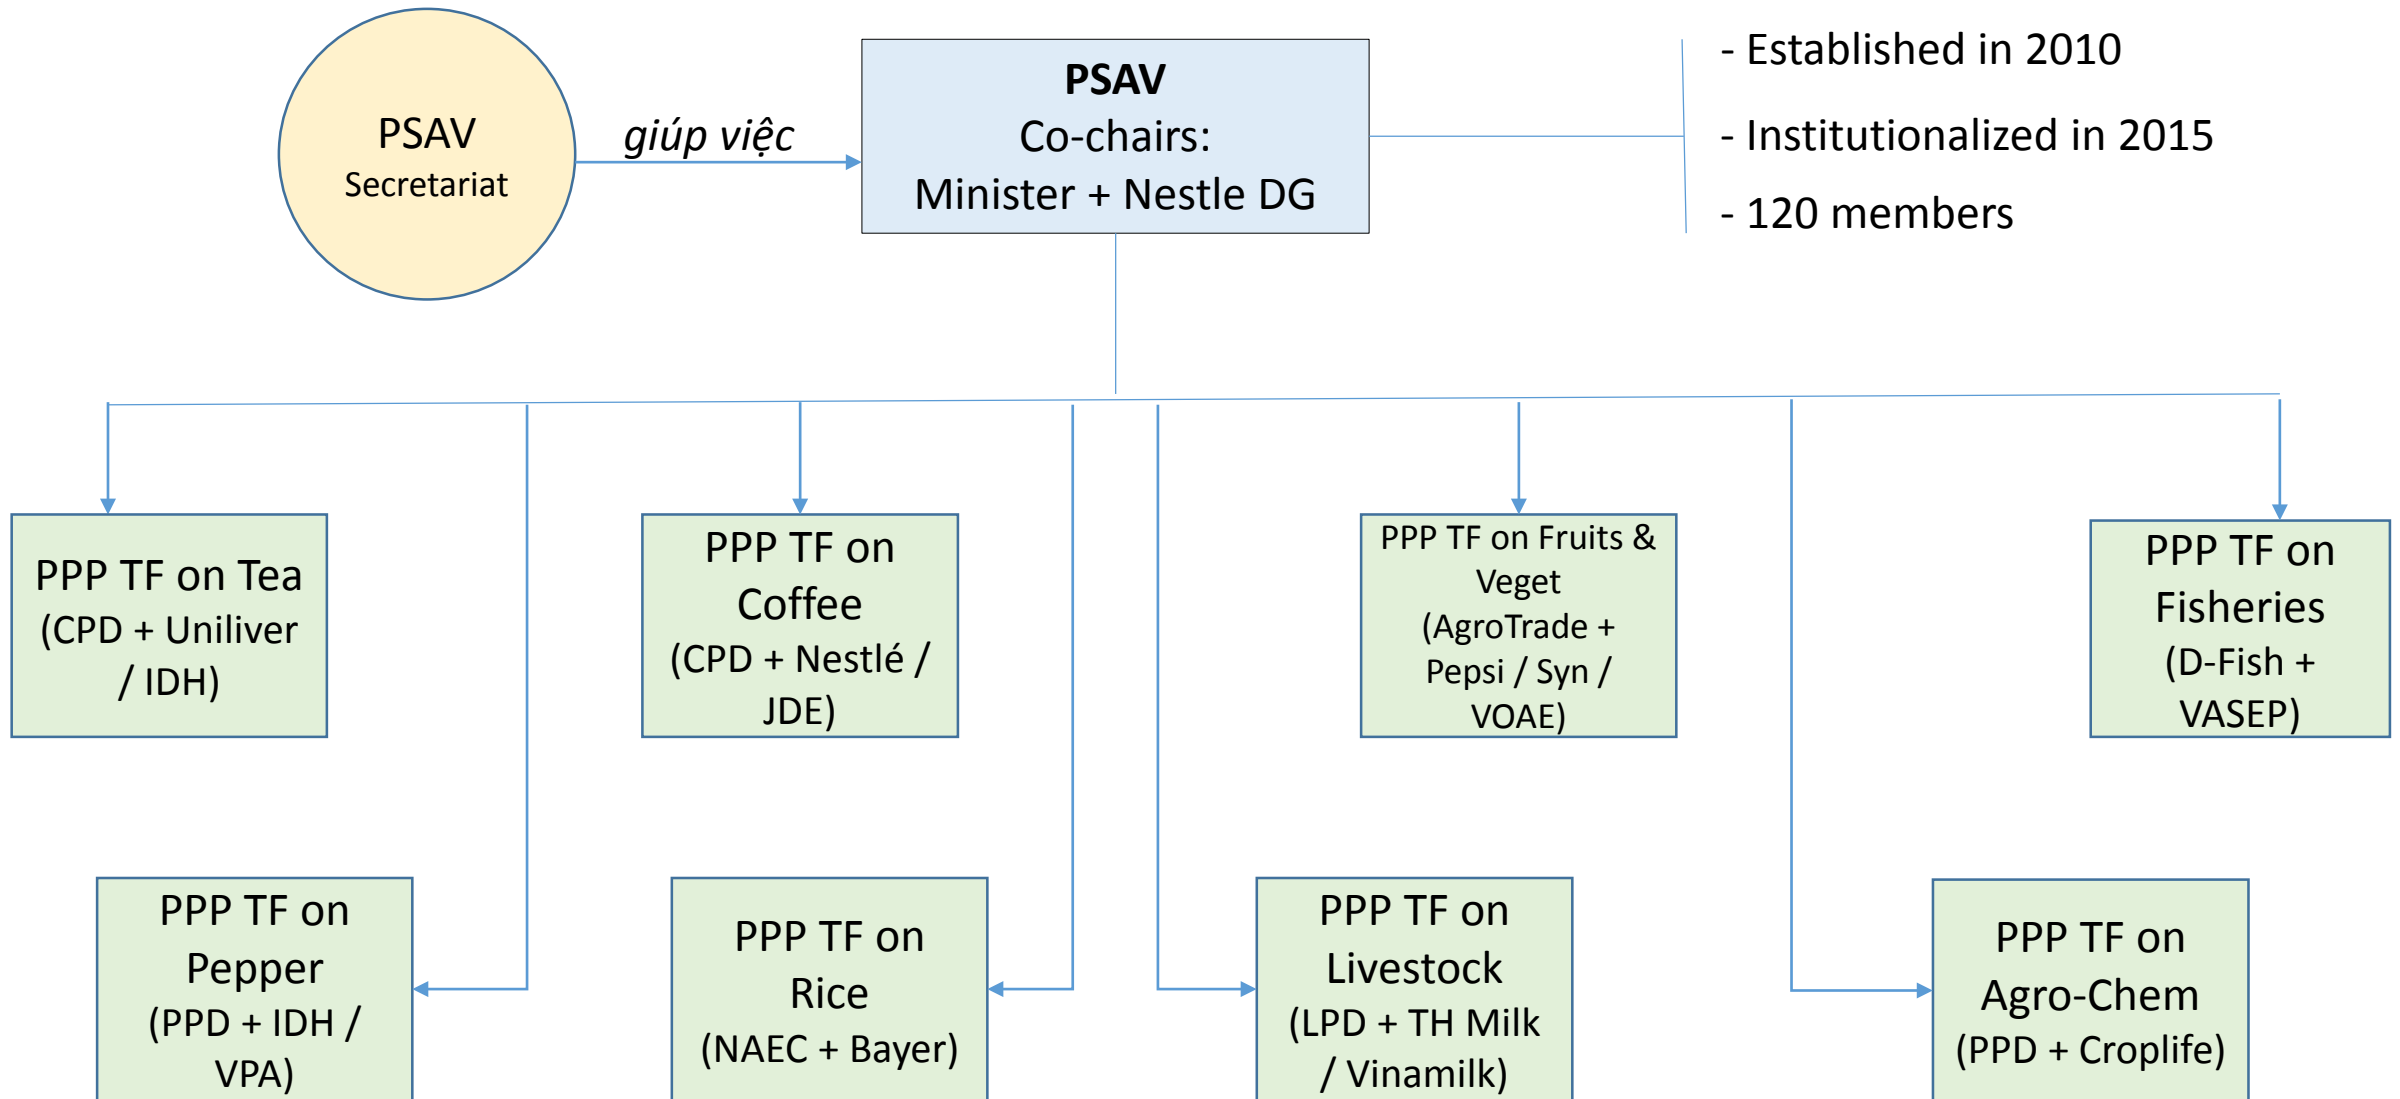 PSAV
Secretariat
giúp việc
PSAV
Co-chairs:
Minister + Nestle DG
- Established in 2010
- Institutionalized in 2015
- 120 members
PPP TF on Tea
(CPD + Uniliver
/ IDH)
PPP TF on
Coffee
(CPD + Nestlé /
JDE)
PPP TF on Fruits &
Veget
(AgroTrade +
Pepsi / Syn /
VOAE)
PPP TF on
Fisheries
(D-Fish +
VASEP)
PPP TF on
Pepper
(PPD + IDH /
VPA)
PPP TF on
Rice
(NAEC + Bayer)
PPP TF on
Livestock
(LPD + TH Milk
/ Vinamilk)
PPP TF on
Agro-Chem
(PPD + Croplife)